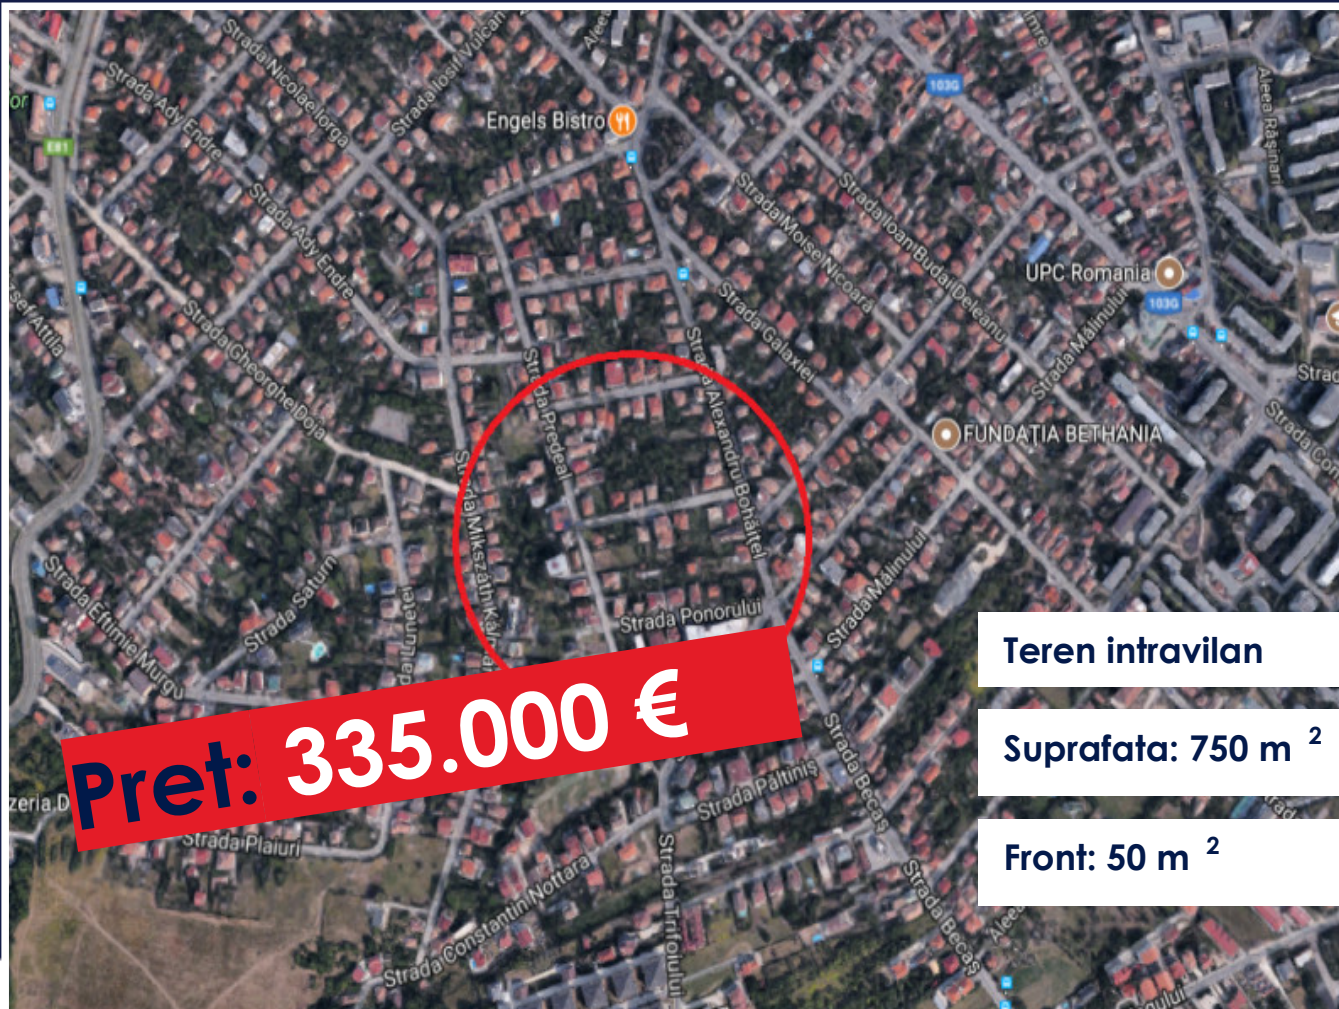 Strada Nicolae Iorga
Strada Iosif Vulcan
103G
Strada Ady Endre
Engels Bistro
E81
Aleea Rășinari
Strada Ady Endre
Strada Moise Nicoară
Strada Ioan Budai Deleanu
UPC Romania
103G
Strada Gheorghe Doja
Strada Galaxiei
Strada Mălinului
Strada Predeal
Strada Alexandru Bohățel
FUNDAȚIA BETHANIA
Strada Mikszáth Kál
Strada Eftimie Murgu
Strada Saturn
Strada Ponorului
Strada Mălinului
Teren intravilan
Pret: 335.000 €
Suprafata: 750 m 2
Strada Becaș
Strada Păltiniș
Strada Plaiuri
Front: 50 m 2
Strada Constantin Nottara
Strada Trifoiului
Strada Becaș